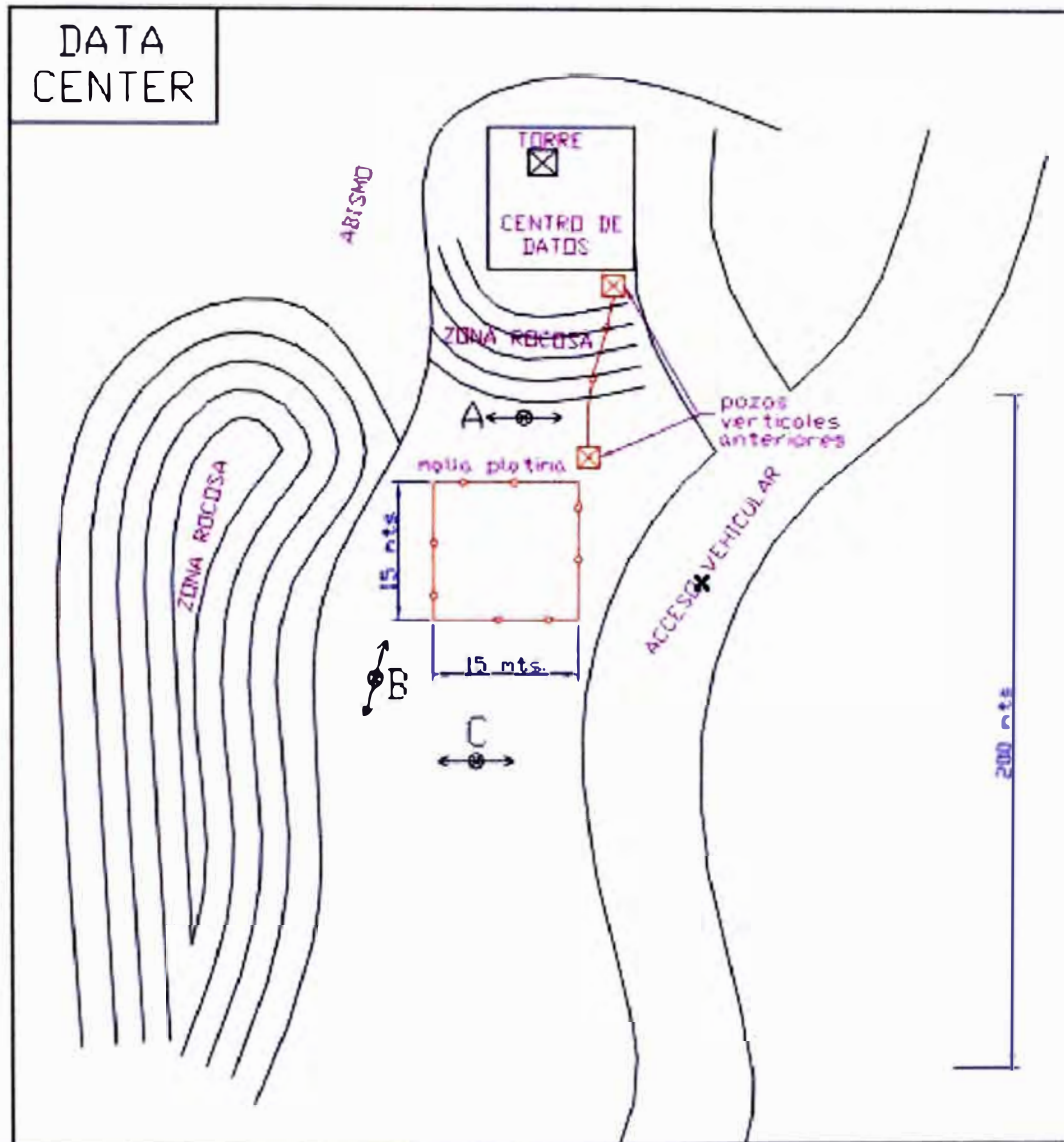 DATA
CENTER
TORRE
ABISMO
CENTRO DE
DATOS
ZONA ROCOSA
A
pozos
verticales
anteriores
malla platina
ZONA ROCOSA
15 mts
ACCESO VEHICULAR
15 mts.
B
C
200 mts